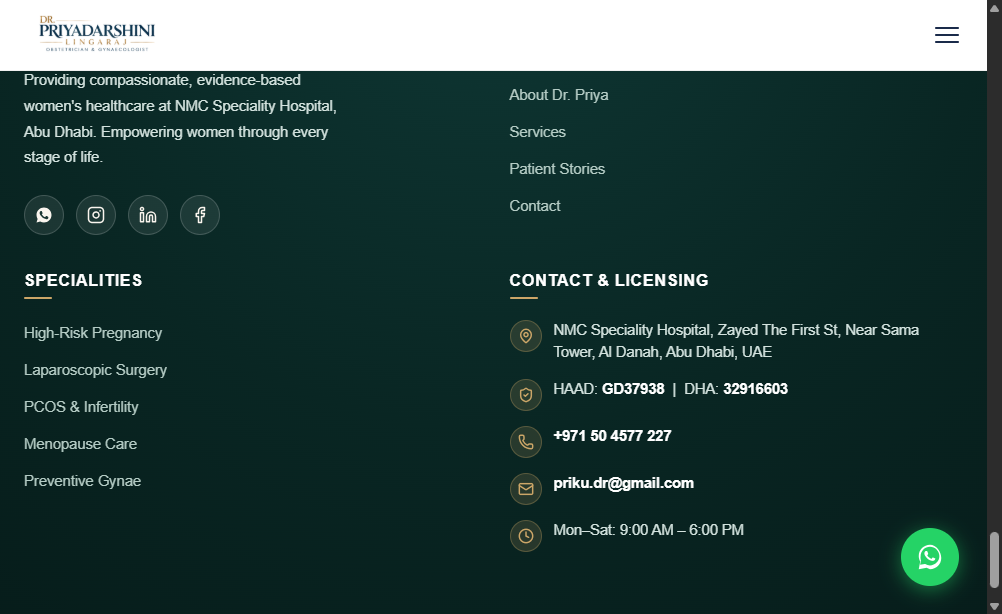 DR.
PRIYADARSHINI
LINGARAJ
OBSTETRICIAN & GYNAECOLOGIST
Providing compassionate, evidence-based
women's healthcare at NMC Speciality Hospital,
Abu Dhabi. Empowering women through every
stage of life.
About Dr. Priya
Services
Patient Stories
Contact
SPECIALITIES
High-Risk Pregnancy
Laparoscopic Surgery
PCOS & Infertility
Menopause Care
Preventive Gynae
CONTACT & LICENSING
NMC Speciality Hospital, Zayed The First St, Near Sama
Tower, Al Danah, Abu Dhabi, UAE
HAAD: GD37938 | DHA: 32916603
+971 50 4577 227
priku.dr@gmail.com
Mon–Sat: 9:00 AM – 6:00 PM